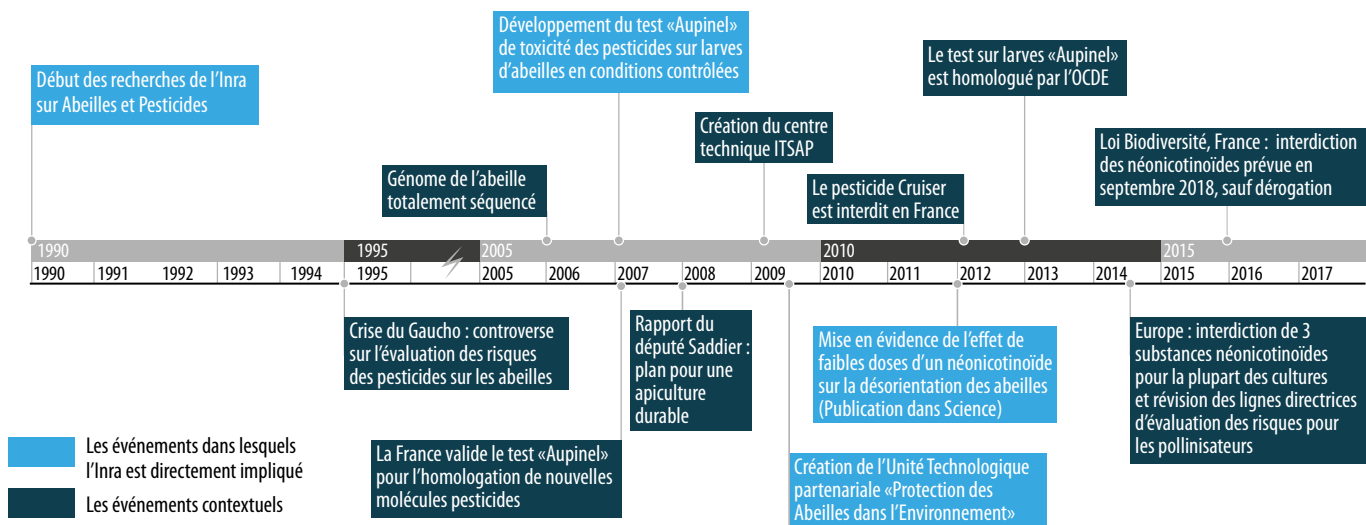 Début des recherches de l'Inra
sur Abeilles et Pesticides
Développement du test «Aupinel»
de toxicité des pesticides sur larves
d'abeilles en conditions contrôlées
Le test sur larves «Aupinel»
est homologué par l'OCDE
Création du centre
technique ITSAP
Loi Biodiversité, France : interdiction
des néonicotinoïdes prévue en
septembre 2018, sauf dérogation
Génome de l'abeille
totalement séquencé
Le pesticide Cruiser
est interdit en France
1990 1995 2005 2010 2015
1990 1991 1992 1993 1994 1995 2005 2006 2007 2008 2009 2010 2011 2012 2013 2014 2015 2016 2017
Crise du Gaucho : controverse
sur l'évaluation des risques
des pesticides sur les abeilles
Rapport du
député Saddier :
plan pour une
apiculture
durable
Mise en évidence de l'effet de
faibles doses d'un néonicotinoïde
sur la désorientation des abeilles
(Publication dans Science)
Europe : interdiction de 3
substances néonicotinoïdes
pour la plupart des cultures
et révision des lignes directrices
d'évaluation des risques pour
les pollinisateurs
La France valide le test «Aupinel»
pour l'homologation de nouvelles
molécules pesticides
Création de l'Unité Technologique
partenariale «Protection des
Abeilles dans l'Environnement»
Les événements dans lesquels
l'Inra est directement impliqué
Les événements contextuels